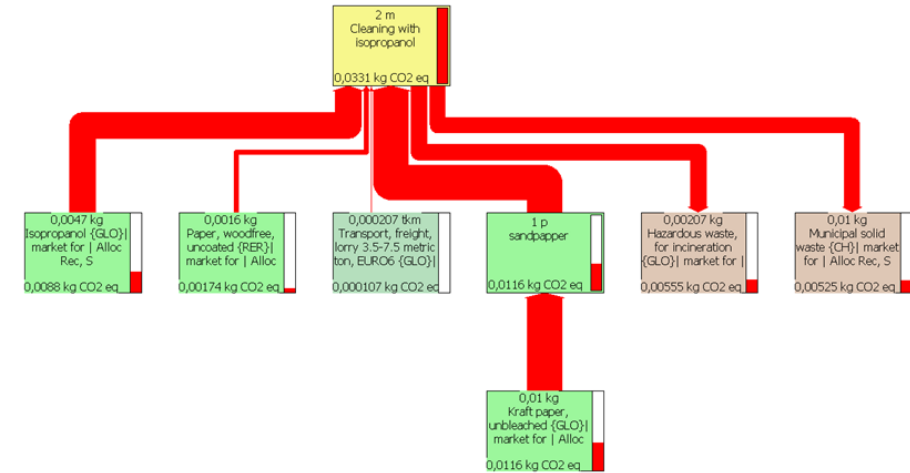 2 m
Cleaning with
isopropanol
0,0331 kg CO2 eq
0,0047 kg
Isopropanol {GLO}|
market for | Alloc
Rec, S
0,0088 kg CO2 eq
0,0016 kg
Paper, woodfree,
uncoated {RER}|
market for | Alloc
0,00174 kg CO2 eq
0,000207 tkm
Transport, freight,
lorry 3.5-7.5 metric
ton, EURO6 {GLO}|
0,000107 kg CO2 eq
1 p
sandpapper
0,0116 kg CO2 eq
0,00207 kg
Hazardous waste,
for incineration
{GLO}| market for |
0,00555 kg CO2 eq
0,01 kg
Municipal solid
waste {CH}| market
for | Alloc Rec, S
0,00525 kg CO2 eq
0,01 kg
Kraft paper,
unbleached {GLO}|
market for | Alloc
0,0116 kg CO2 eq